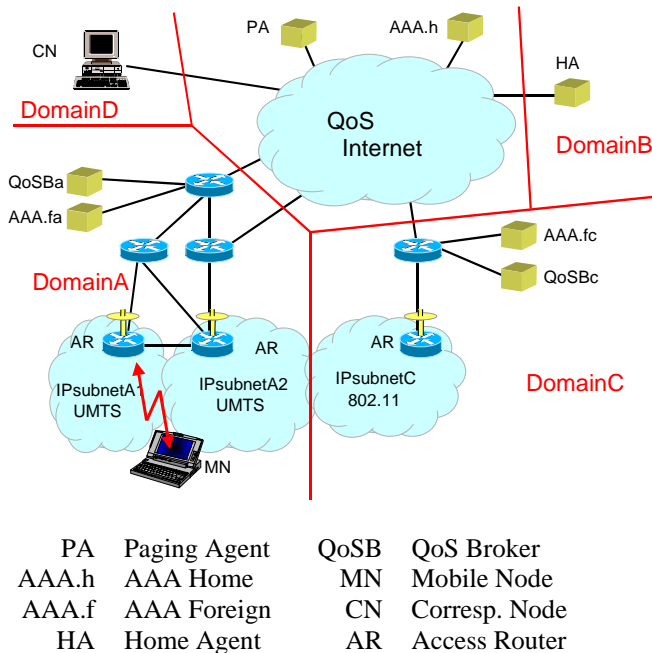 PA
AAA.h
CN
HA
QoS
Internet
DomainD
DomainB
QoSBa
AAA.fa
AAA.fc
QoSBc
DomainA
AR
AR
AR
IPsubnetA1
UMTS
IPsubnetA2
UMTS
IPsubnetC
802.11
DomainC
MN
PA Paging Agent QoSB QoS Broker
AAA.h AAA Home MN Mobile Node
AAA.f AAA Foreign CN Corresp. Node
HA Home Agent AR Access Router